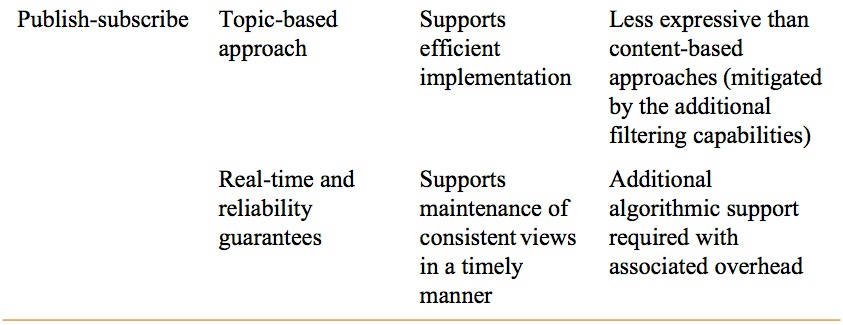 Publish-subscribe
Topic-based
approach
Supports
efficient
implementation
Less expressive than
content-based
approaches (mitigated
by the additional
filtering capabilities)
Real-time and
reliability
guarantees
Supports
maintenance of
consistent views
in a timely
manner
Additional
algorithmic support
required with
associated overhead